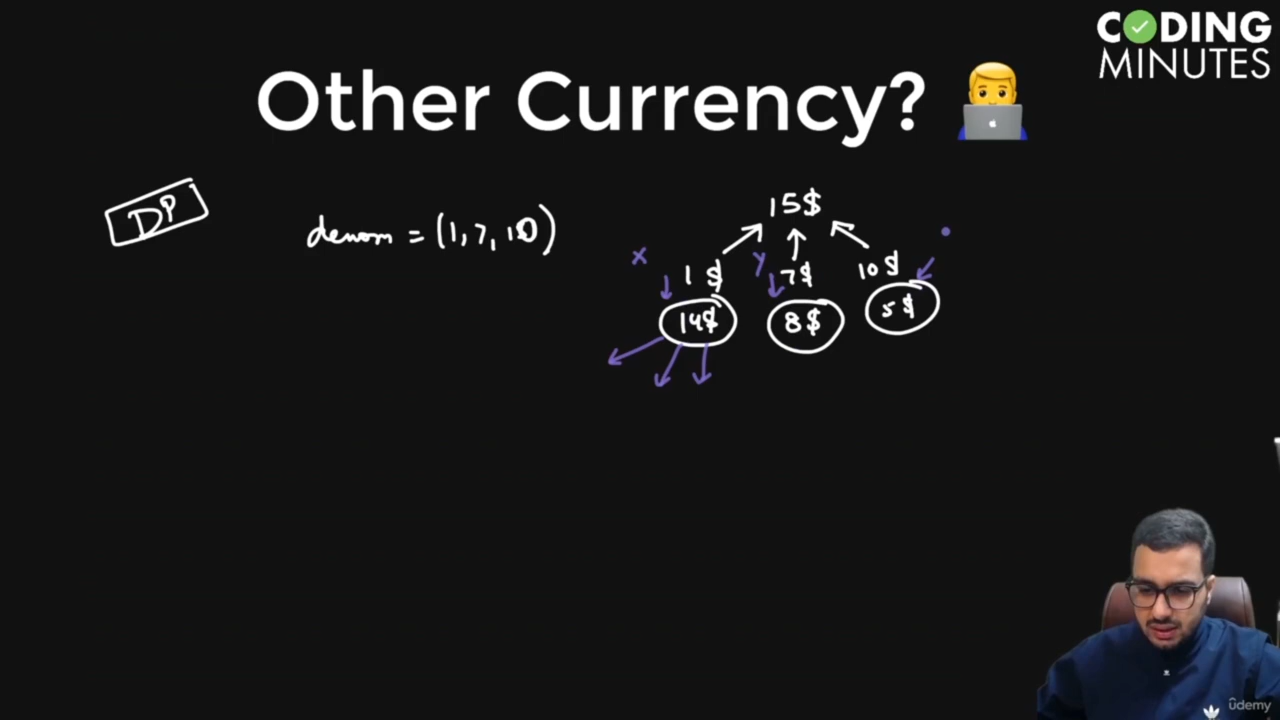 CODING
MINUTES
Other Currency?
DP
denom = (1, 7, 10)
15$
x
1 $
y
7$
10$
14$
8$
5$
udemy